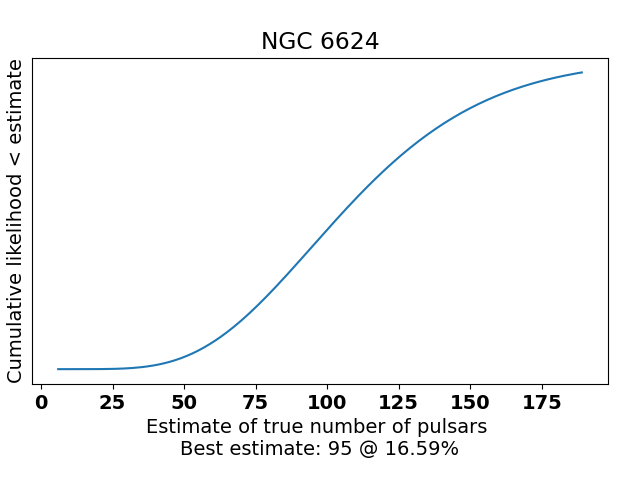 NGC 6624
Cumulative likelihood < estimate
0 25 50 75 100 125 150 175
Estimate of true number of pulsars
Best estimate: 95 @ 16.59%